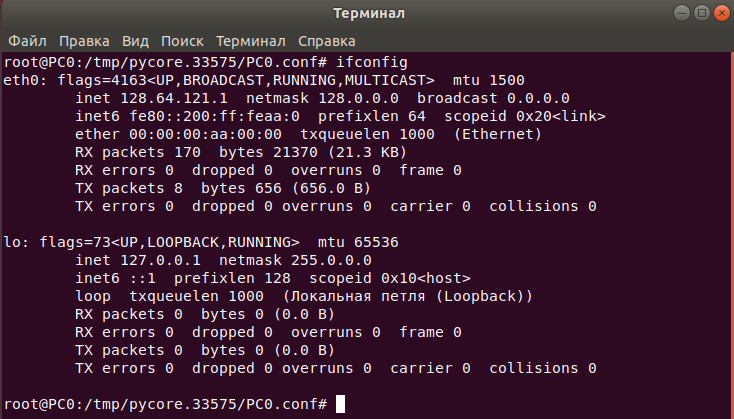 Терминал
Файл Правка Вид Поиск Терминал Справка
root@PC0:/tmp/pycore.33575/PC0.conf# ifconfig
eth0: flags=4163<UP,BROADCAST,RUNNING,MULTICAST>  mtu 1500
        inet 128.64.121.1  netmask 128.0.0.0  broadcast 0.0.0.0
        inet6 fe80::200:ff:feaa:0  prefixlen 64  scopeid 0x20<link>
        ether 00:00:00:aa:00:00  txqueuelen 1000  (Ethernet)
        RX packets 170  bytes 21370 (21.3 KB)
        RX errors 0  dropped 0  overruns 0  frame 0
        TX packets 8  bytes 656 (656.0 B)
        TX errors 0  dropped 0 overruns 0  carrier 0  collisions 0
lo: flags=73<UP,LOOPBACK,RUNNING>  mtu 65536
        inet 127.0.0.1  netmask 255.0.0.0
        inet6 ::1  prefixlen 128  scopeid 0x10<host>
        loop  txqueuelen 1000  (Локальная петля (Loopback))
        RX packets 0  bytes 0 (0.0 B)
        RX errors 0  dropped 0  overruns 0  frame 0
        TX packets 0  bytes 0 (0.0 B)
        TX errors 0  dropped 0 overruns 0  carrier 0  collisions 0
root@PC0:/tmp/pycore.33575/PC0.conf#